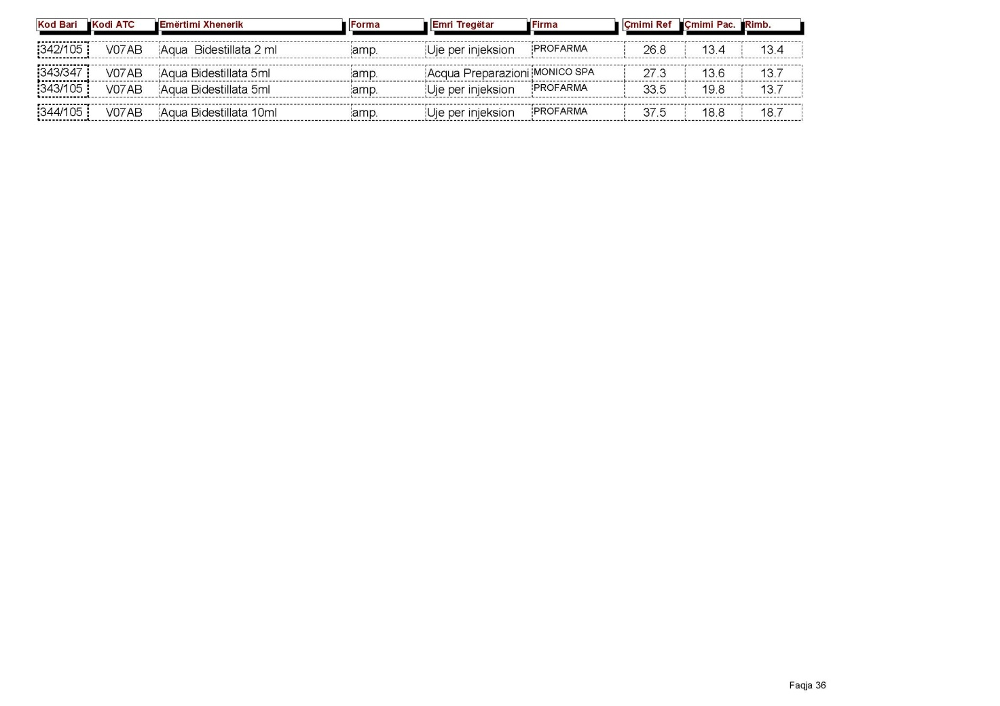 Kod Bari Kodi ATC Emërtimi Xhenerik Forma Emri Tregëtar Firma Çmimi Ref Çmimi Pac. Rimb.
342/105 V07AB Aqua  Bidestillata 2 ml amp. Uje per injeksion PROFARMA 26.8 13.4 13.4
343/347 V07AB Aqua Bidestillata 5ml amp. Acqua Preparazioni MONICO SPA 27.3 13.6 13.7
343/105 V07AB Aqua Bidestillata 5ml amp. Uje per injeksion PROFARMA 33.5 19.8 13.7
344/105 V07AB Aqua Bidestillata 10ml amp. Uje per injeksion PROFARMA 37.5 18.8 18.7
Faqja 36